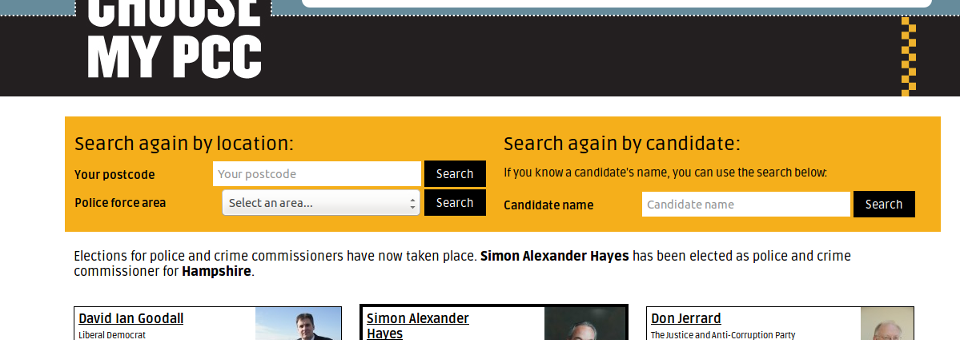 CHOOSE
MY PCC
Search again by location:
Your postcode
Your postcode
Search
Police force area
Select an area...
Search
Search again by candidate:
If you know a candidate's name, you can use the search below:
Candidate name
Candidate name
Search
Elections for police and crime commissioners have now taken place. Simon Alexander Hayes has been elected as police and crime
commissioner for Hampshire.
David Ian Goodall
Liberal Democrat
Simon Alexander
Hayes
Don Jerrard
The Justice and Anti-Corruption Party